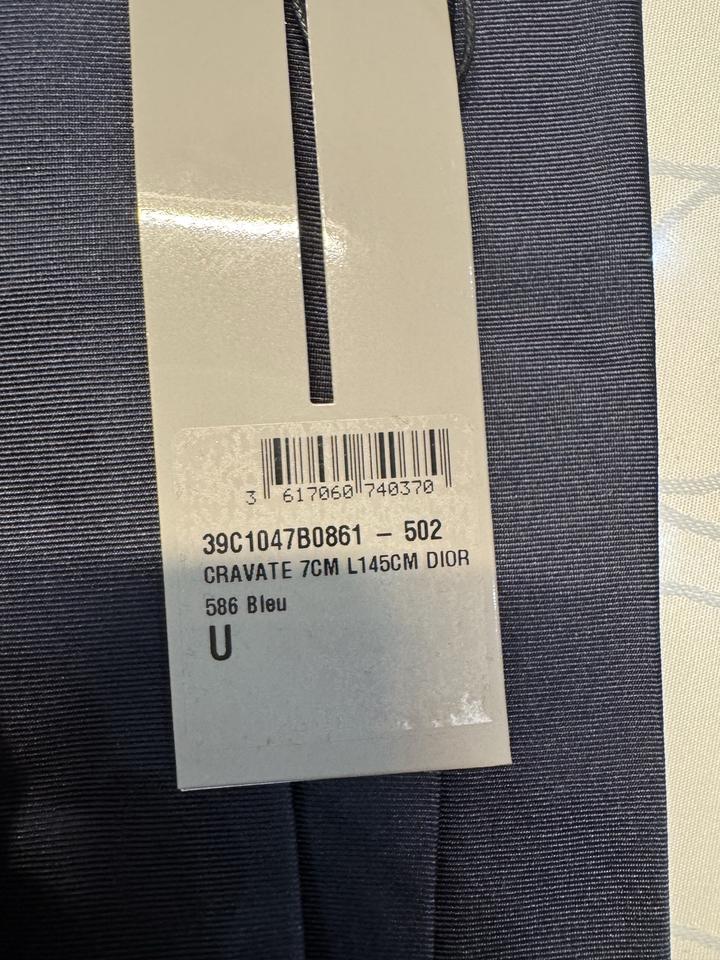 3 617060 740370
39C1047B0861 – 502
CRAVATE 7CM L145CM DIOR
586 Bleu
U